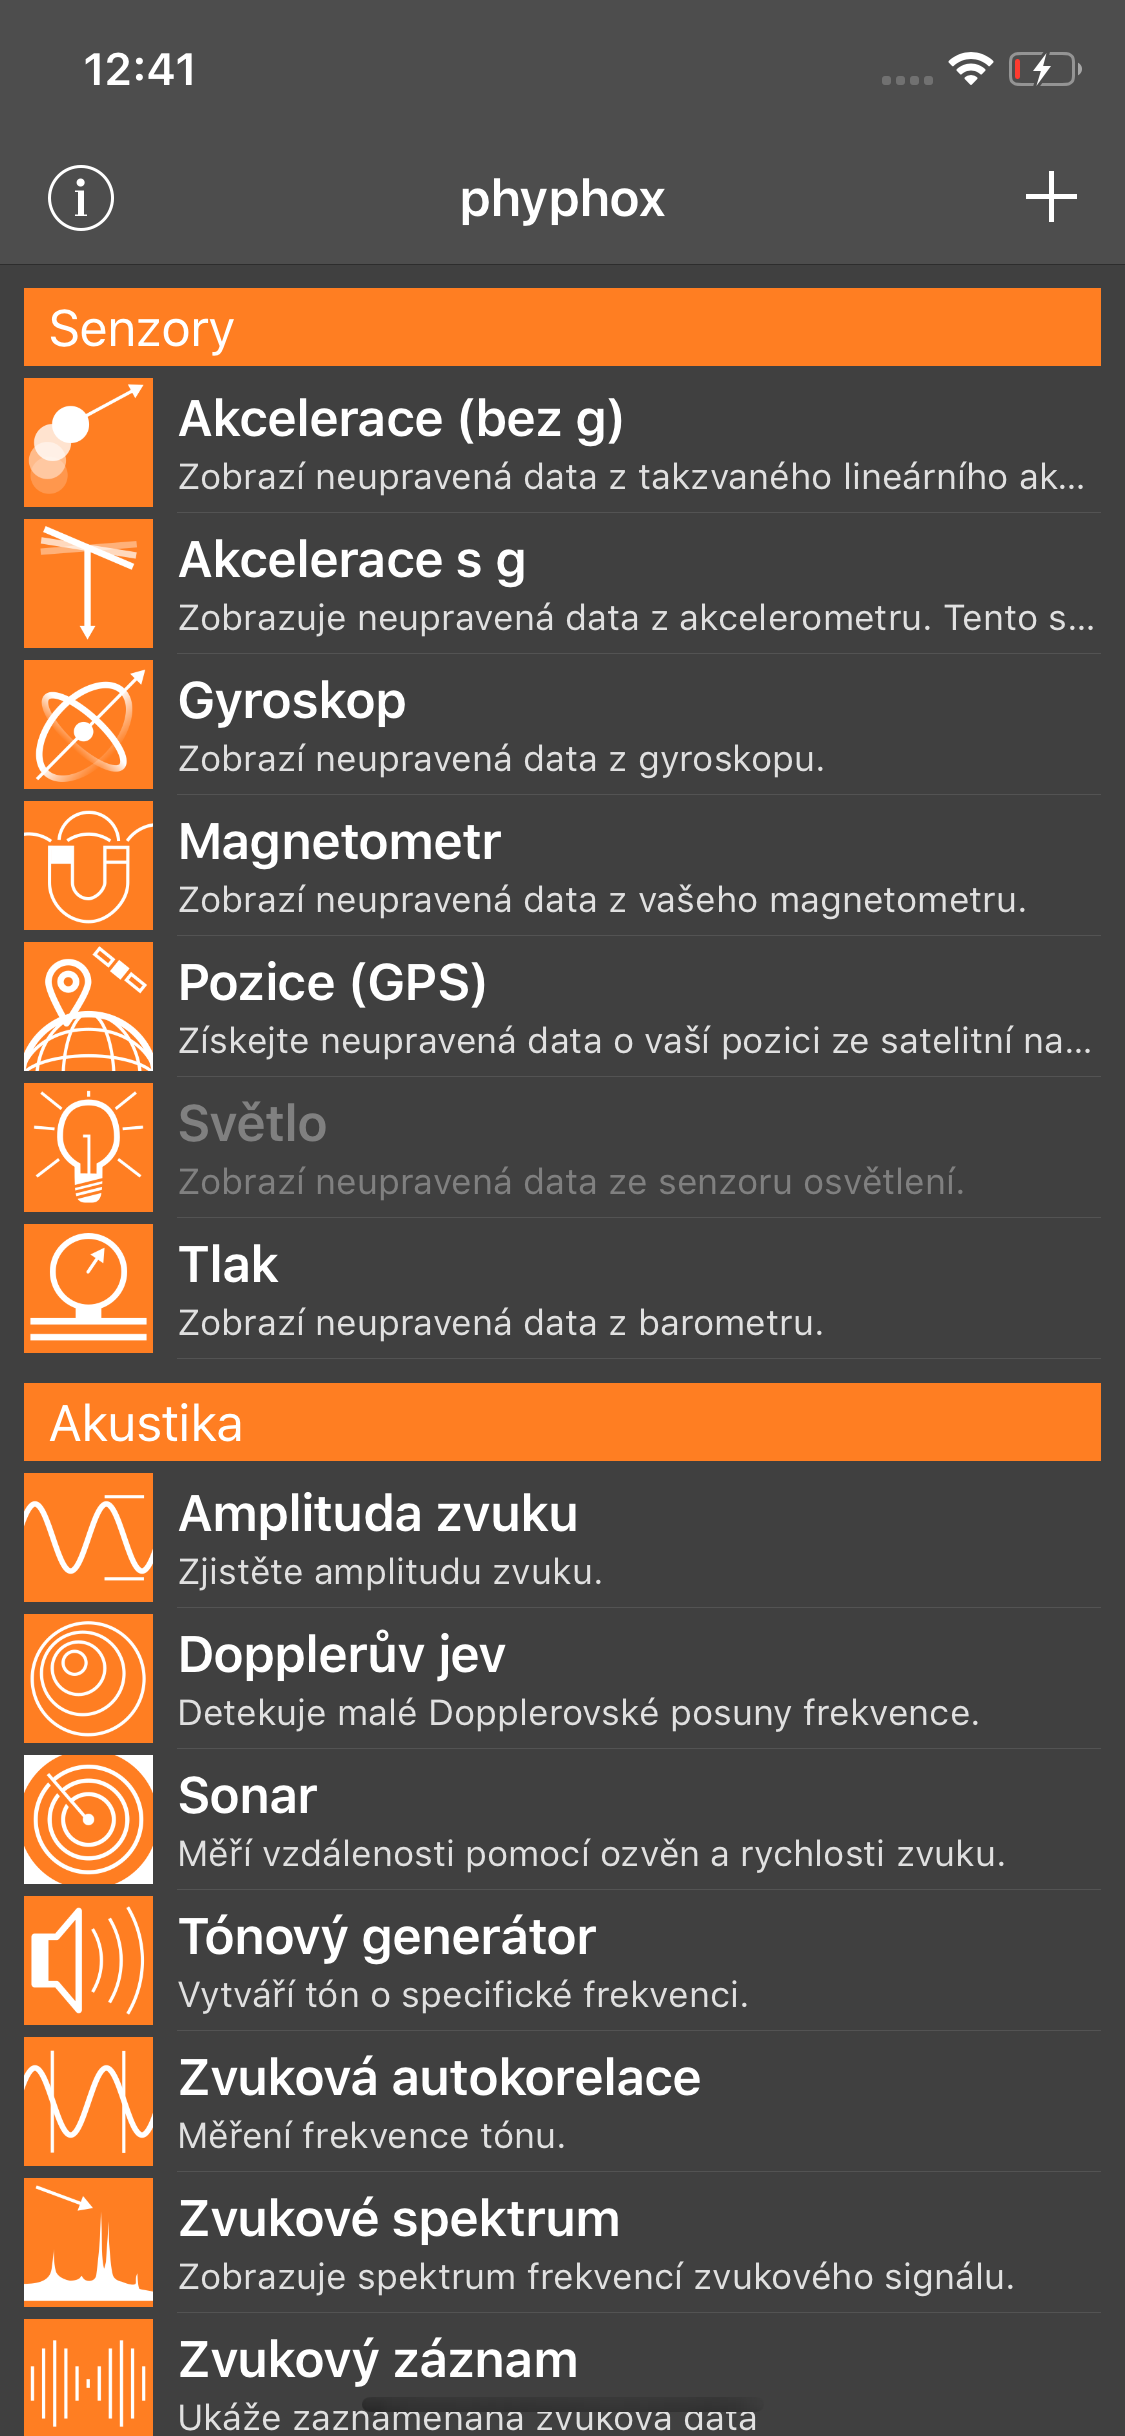 12:41
phyphox
Senzory
Akcelerace (bez g)
Zobrazí neupravená data z takzvaného lineárního ak...
Akcelerace s g
Zobrazuje neupravená data z akcelerometru. Tento s...
Gyroskop
Zobrazí neupravená data z gyroskopu.
Magnetometr
Zobrazí neupravená data z vašeho magnetometru.
Pozice (GPS)
Získejte neupravená data o vaší pozici ze satelitní na...
Světlo
Zobrazí neupravená data ze senzoru osvětlení.
Tlak
Zobrazí neupravená data z barometru.
Akustika
Amplituda zvuku
Zjistěte amplitudu zvuku.
Dopplerův jev
Detekuje malé Dopplerovské posuny frekvence.
Sonar
Měří vzdálenosti pomocí ozvěn a rychlosti zvuku.
Tónový generátor
Vytváří tón o specifické frekvenci.
Zvuková autokorelace
Měření frekvence tónu.
Zvukové spektrum
Zobrazuje spektrum frekvencí zvukového signálu.
Zvukový záznam
Ukáže zaznamenaná zvuková data